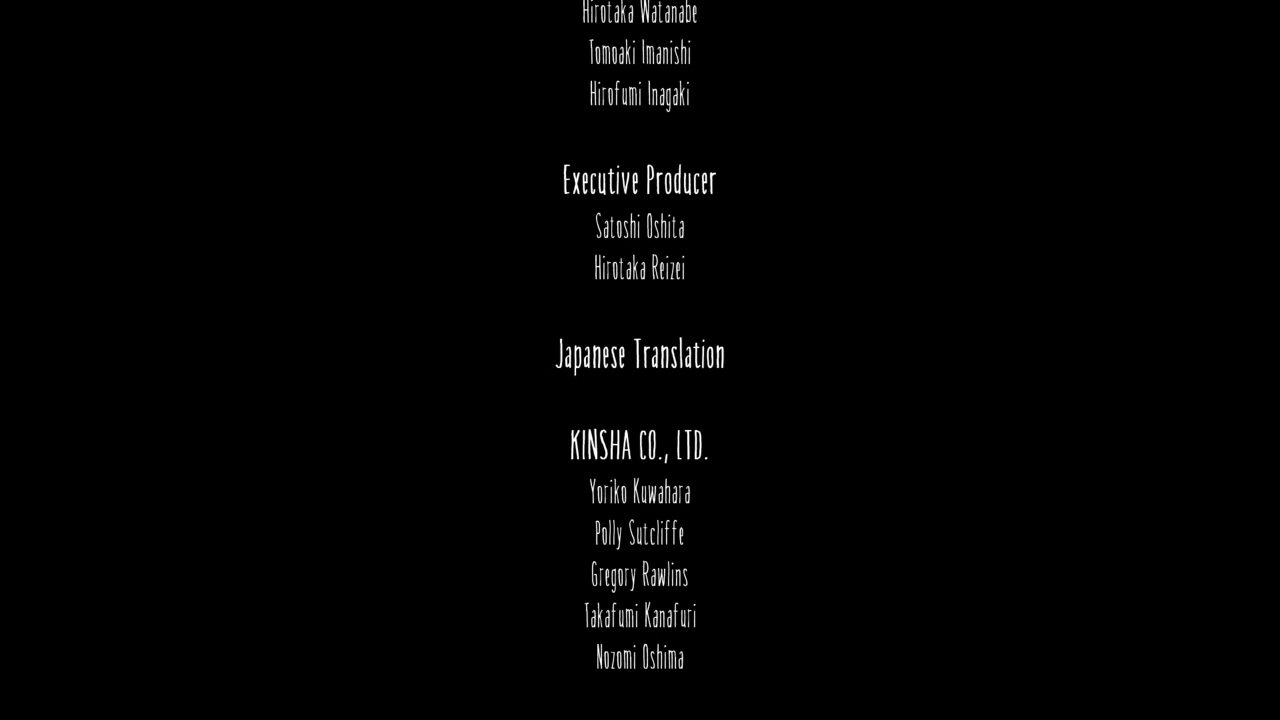 Hirotaka Watanabe
Tomoaki Imanishi
Hirofumi Inagaki
Executive Producer
Satoshi Oshita
Hirotaka Reizei
Japanese Translation
KINSHA CO., LTD.
Yoriko Kuwahara
Polly Sutcliffe
Gregory Rawlins
Takafumi Kanafuri
Nozomi Oshima